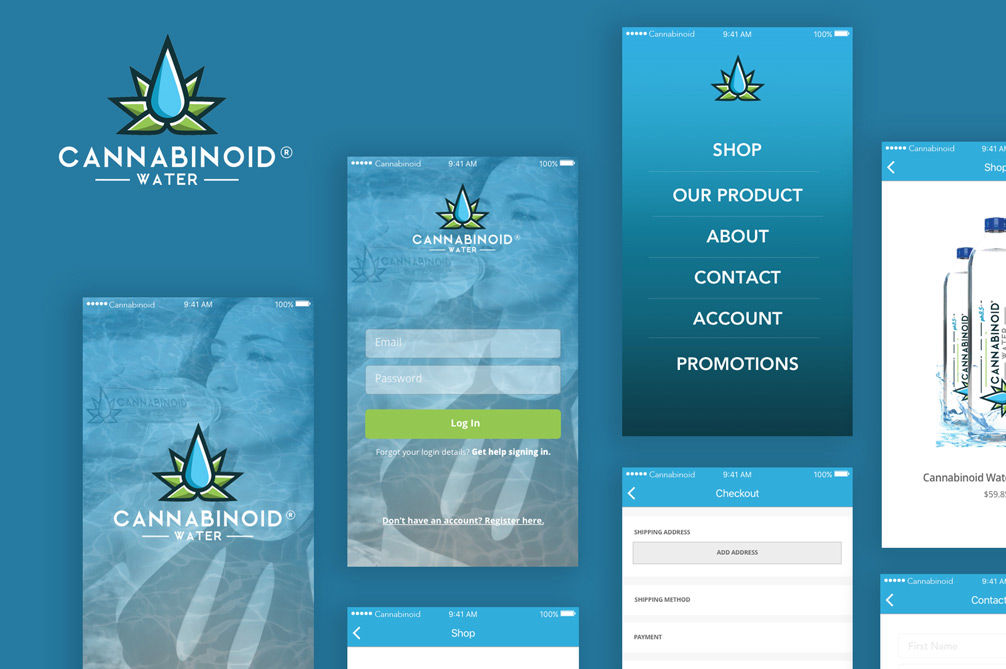 CANNABINOID®
WATER
Cannabinoid 9:41 AM 100%
CANNABINOID
CANNABINOID®
WATER
Cannabinoid 9:41 AM 100%
CANNABINOID®
WATER
CANNABINOID
Email
Password
Log In
Forgot your login details? Get help signing in.
Don't have an account? Register here.
Cannabinoid 9:41 AM 100%
Shop
Cannabinoid 9:41 AM 100%
SHOP
OUR PRODUCT
ABOUT
CONTACT
ACCOUNT
PROMOTIONS
Cannabinoid 9:41 AM 100%
Checkout
SHIPPING ADDRESS
ADD ADDRESS
SHIPPING METHOD
PAYMENT
Cannabinoid 9:41 A
Shop
CANNABINOID
CANNABINOID
WATER
Cannabinoid Wat
$59.8
Cannabinoid 9:41 A
Contact
First Name